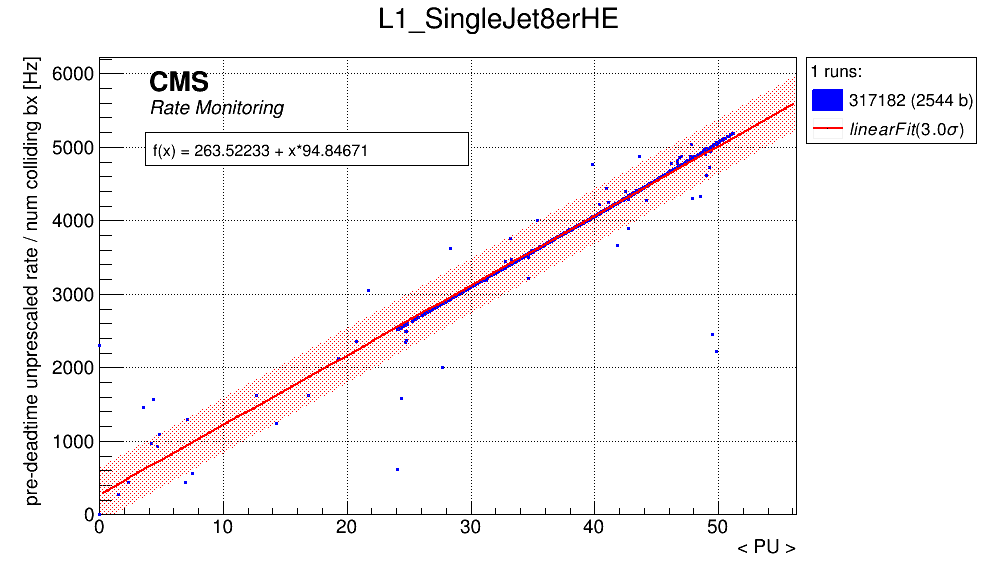 L1_SingleJet8erHE
pre-deadtime unprescaled rate / num colliding bx [Hz]
6000
5000
4000
3000
2000
1000
0
CMS
Rate Monitoring
f(x) = 263.52233 + x*94.84671
0 10 20 30 40 50
< PU >
1 runs:
317182 (2544 b)
linearFit(3.0σ)